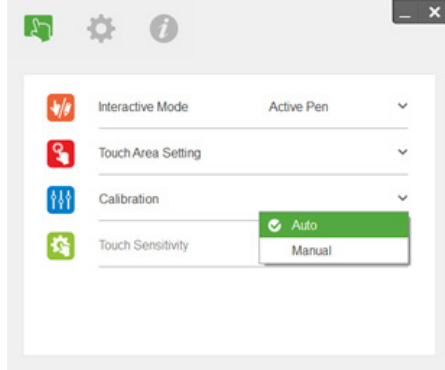 Interactive Mode Active Pen
Touch Area Setting
Calibration
Auto
Touch Sensitivity
Manual